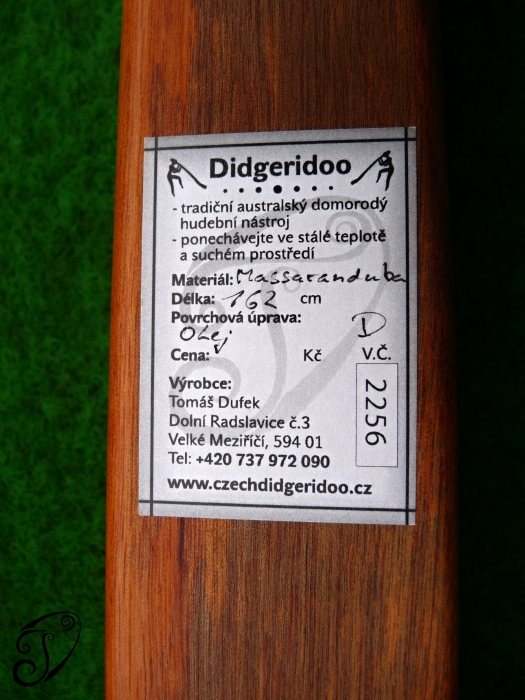 Didgeridoo
- tradiční australský domorodý
hudební nástroj
- ponechávejte ve stálé teplotě
a suchém prostředí
Materiál: Massaranduba
Délka: 162 cm
Povrchová úprava:
Olej D
Cena: Kč V.Č.
2256
Výrobce:
Tomáš Dufek
Dolní Radslavice č.3
Velké Meziříčí, 594 01
Tel: +420 737 972 090
www.czechdidgeridoo.cz